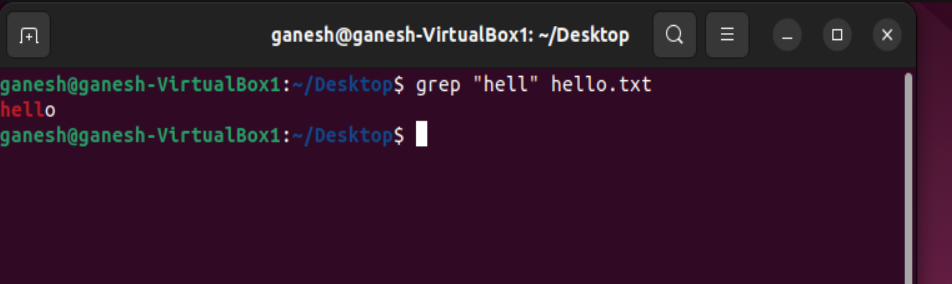 ganesh@ganesh-VirtualBox1: ~/Desktop
ganesh@ganesh-VirtualBox1:~/Desktop$ grep "hell" hello.txt
hello
ganesh@ganesh-VirtualBox1:~/Desktop$